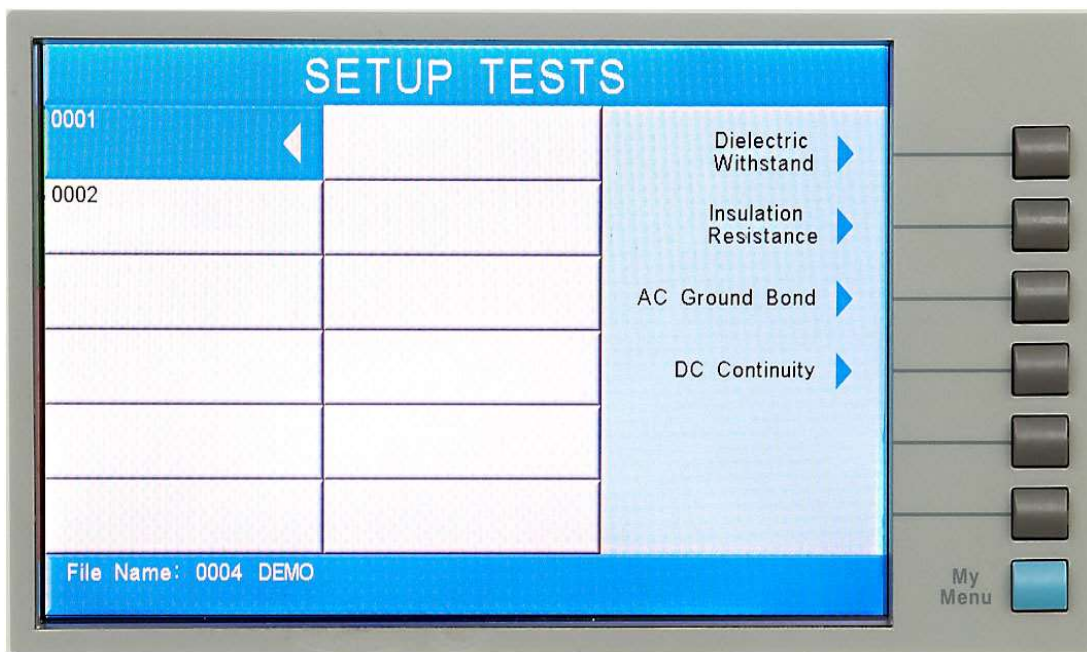 SETUP TESTS
0001
0002
Dielectric
Withstand
Insulation
Resistance
AC Ground Bond
DC Continuity
File Name: 0004 DEMO
My
Menu